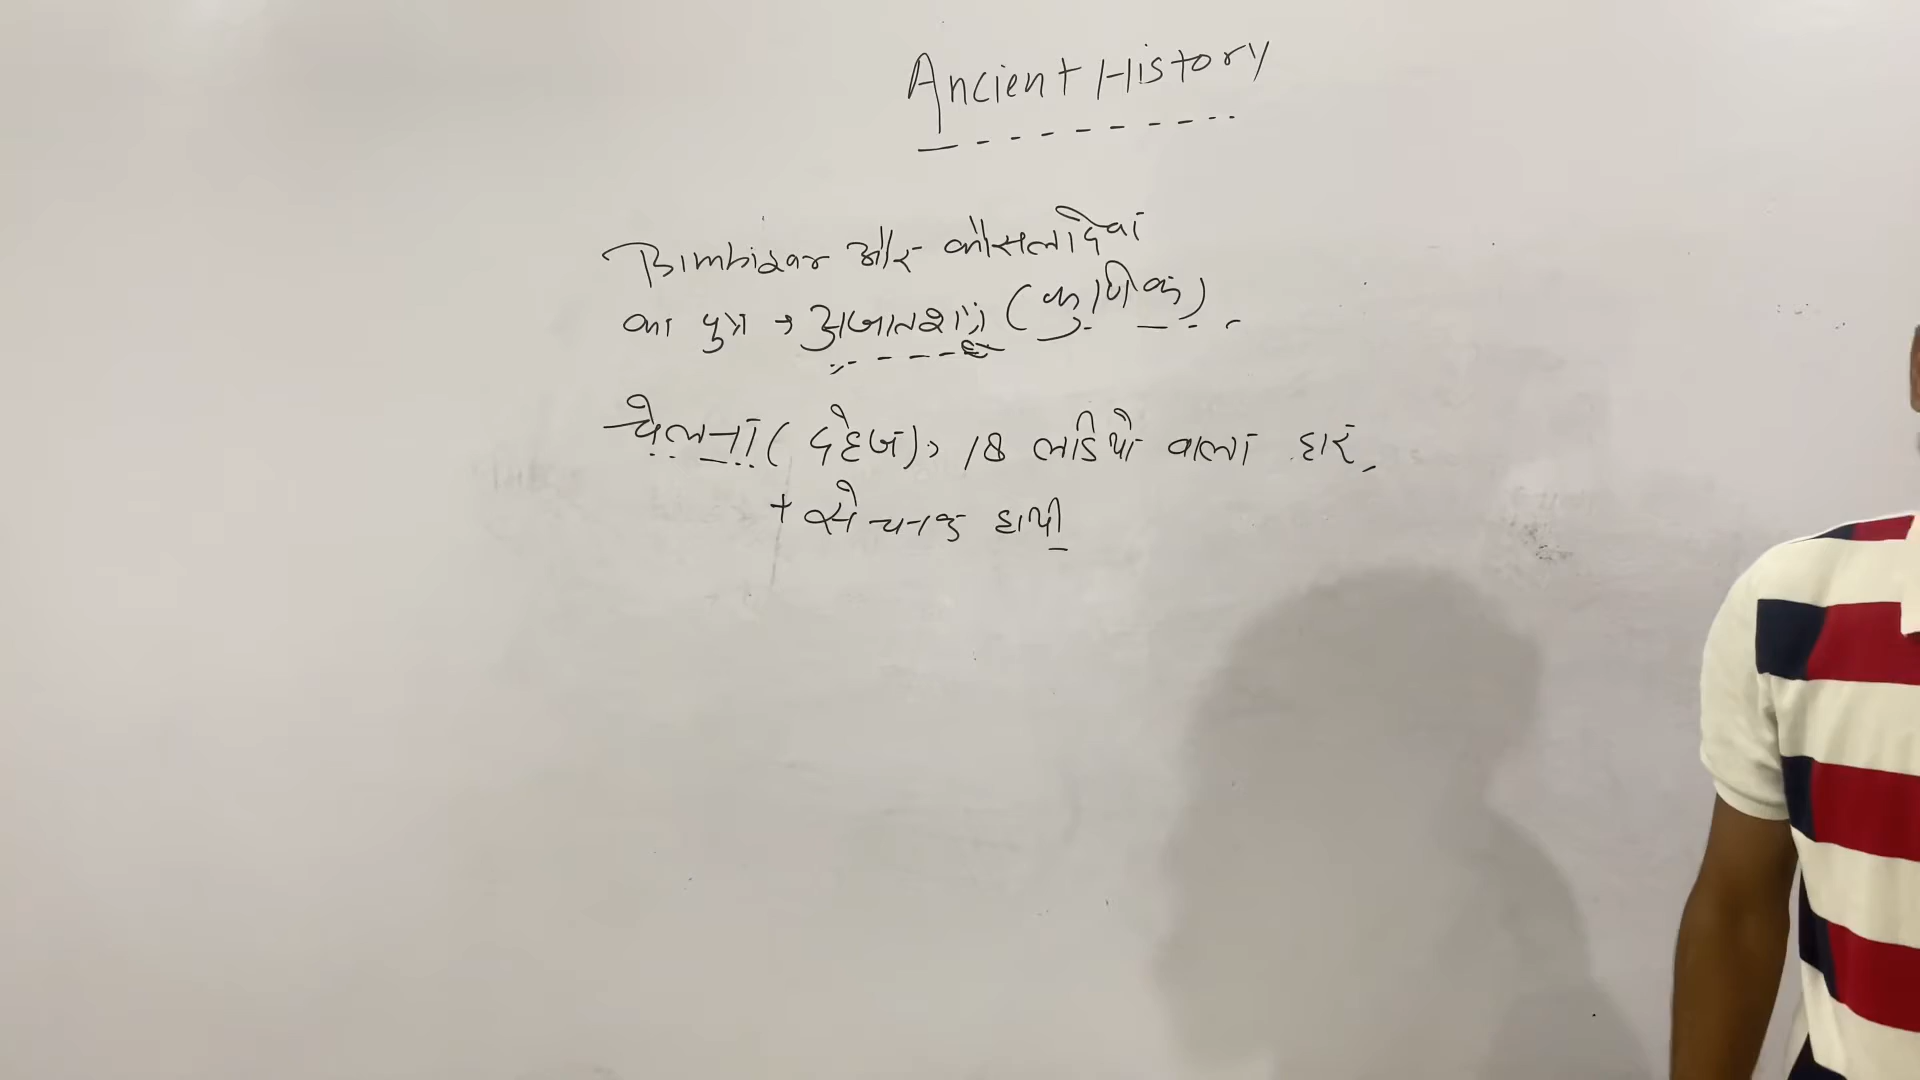 Ancient History
Bimbisar और कोसलादेवी
का पुत्र → अजातशत्रु (कुणिक)
चेलना (दहेज) → 18 लडियो वाला हार
+ सेचनक हाथी